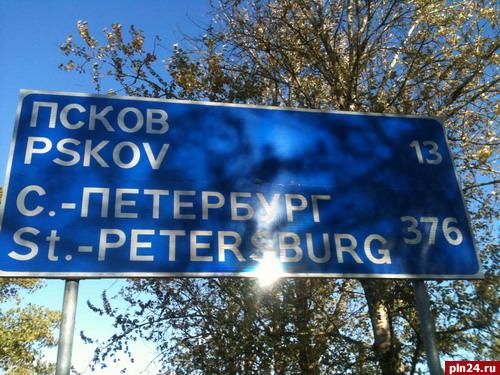 ПСКОВ
PSKOV 13
С.-ПЕТЕРБУРГ
St.-PETERSBURG 376
pln24.ru